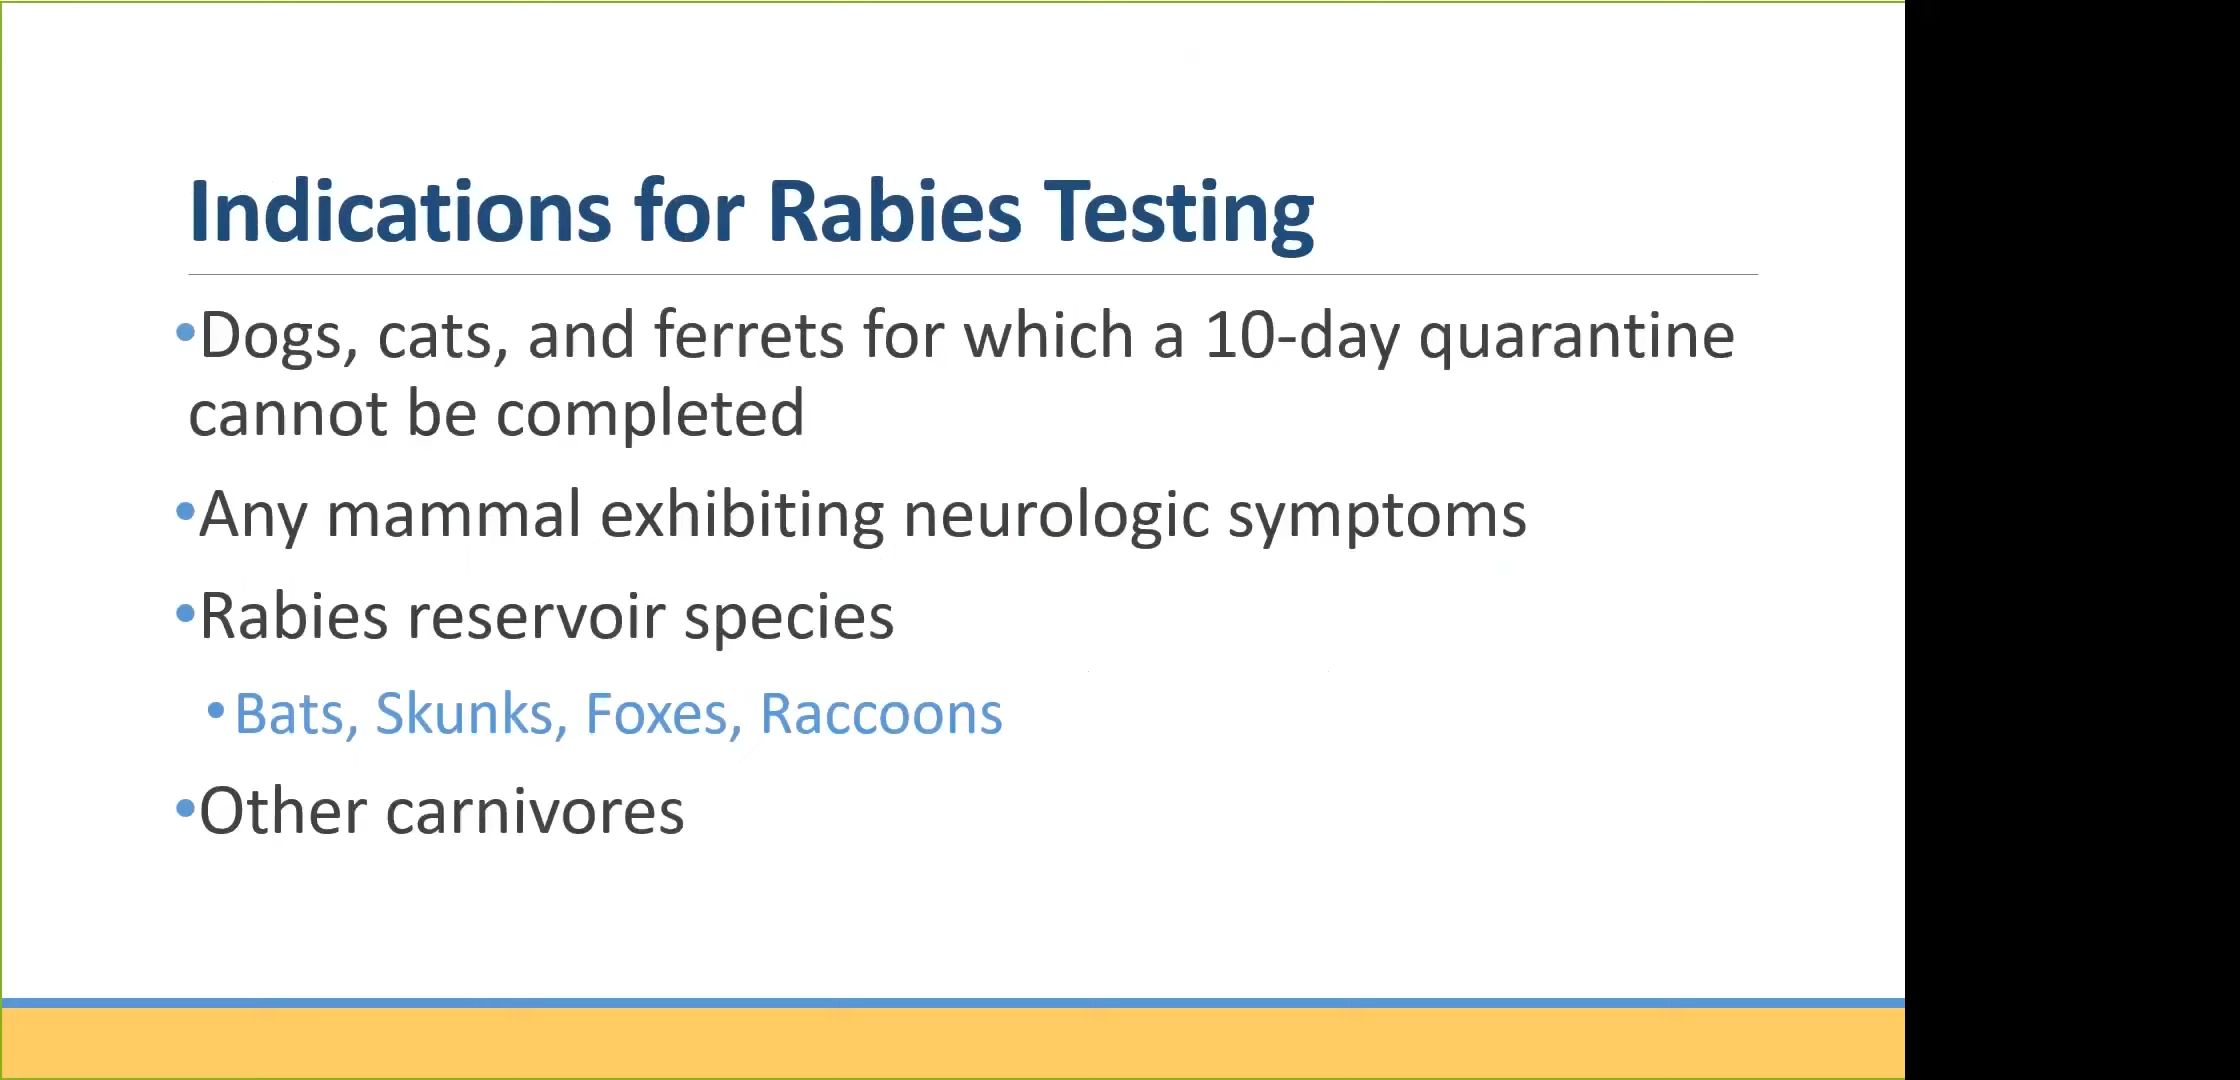 Indications for Rabies Testing
•Dogs, cats, and ferrets for which a 10-day quarantine
cannot be completed
•Any mammal exhibiting neurologic symptoms
•Rabies reservoir species
•Bats, Skunks, Foxes, Raccoons
•Other carnivores